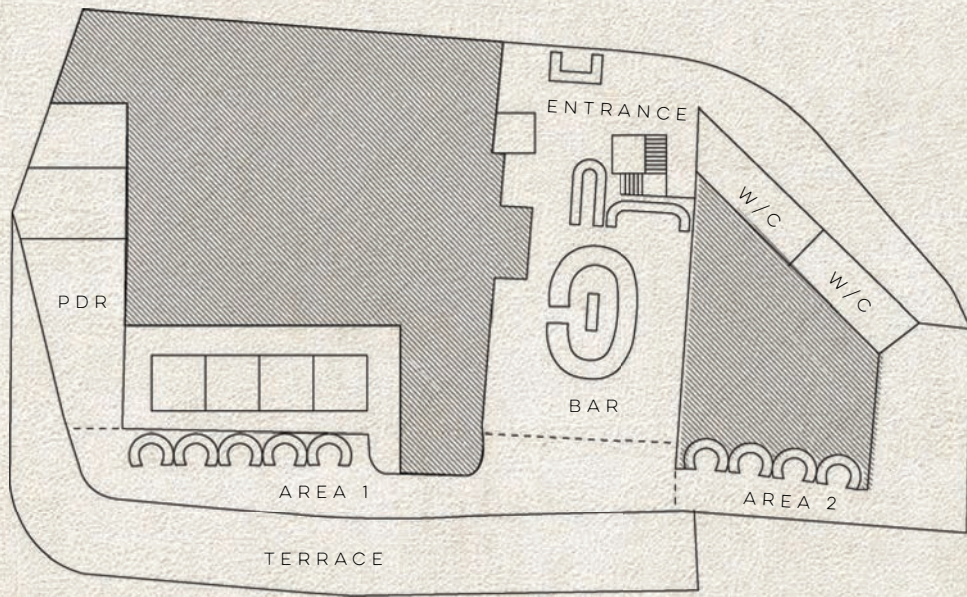 ENTRANCE
W/C
W/C
PDR
BAR
AREA 1
AREA 2
TERRACE